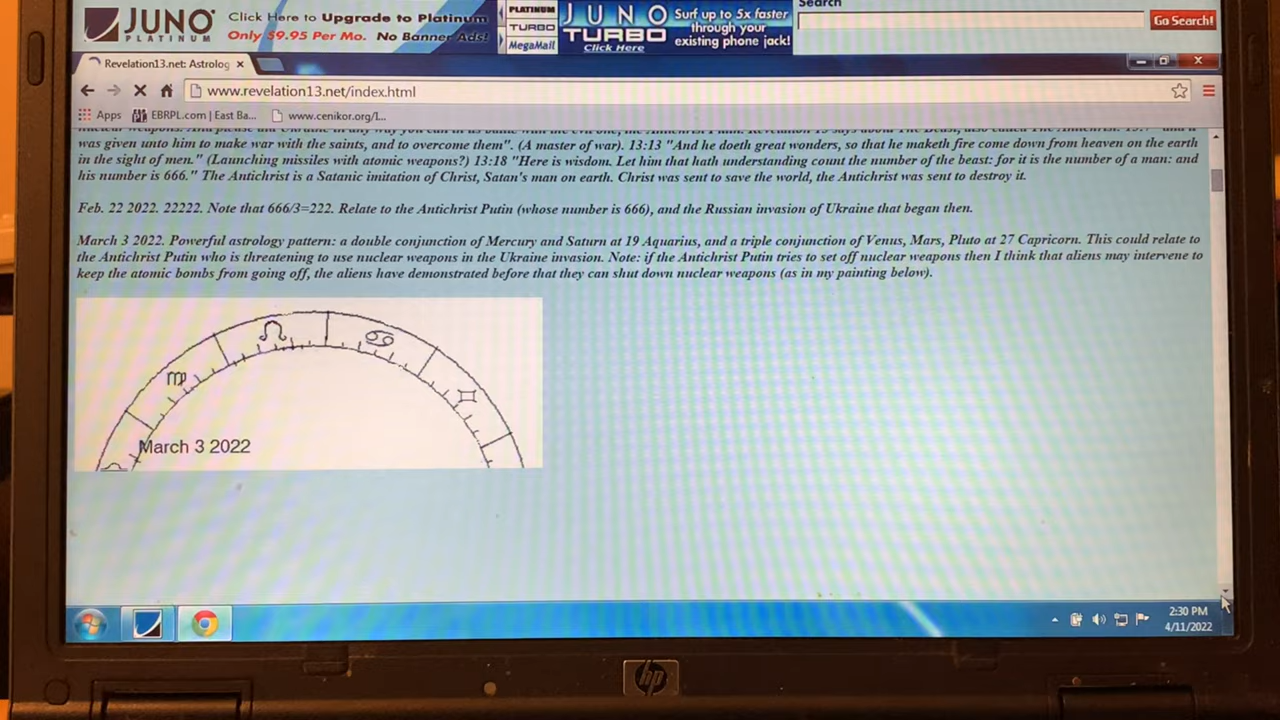 JUNO
PLATINUM
Click Here to Upgrade to Platinum
Only $9.95 Per Mo. No Banner Ads!
PLATINUM
TURBO
MegaMail
JUNO
TURBO
Click Here
Surf up to 5x faster
through your
existing phone jack!
Search
Go Search!
Revelation13.net: Astrolog
www.revelation13.net/index.html
Apps
EBRPL.com | East Ba...
www.cenikor.org/I...
was given unto him to make war with the saints, and to overcome them". (A master of war). 13:13 "And he doeth great wonders, so that he maketh fire come down from heaven on the earth
in the sight of men." (Launching missiles with atomic weapons?) 13:18 "Here is wisdom. Let him that hath understanding count the number of the beast: for it is the number of a man: and
his number is 666." The Antichrist is a Satanic imitation of Christ, Satan's man on earth. Christ was sent to save the world, the Antichrist was sent to destroy it.
Feb. 22 2022. 22222. Note that 666/3=222. Relate to the Antichrist Putin (whose number is 666), and the Russian invasion of Ukraine that began then.
March 3 2022. Powerful astrology pattern: a double conjunction of Mercury and Saturn at 19 Aquarius, and a triple conjunction of Venus, Mars, Pluto at 27 Capricorn. This could relate to
the Antichrist Putin who is threatening to use nuclear weapons in the Ukraine invasion. Note: if the Antichrist Putin tries to set off nuclear weapons then I think that aliens may intervene to
keep the atomic bombs from going off, the aliens have demonstrated before that they can shut down nuclear weapons (as in my painting below).
♌ ♋
♍ ♊
March 3 2022
2:30 PM
4/11/2022
hp